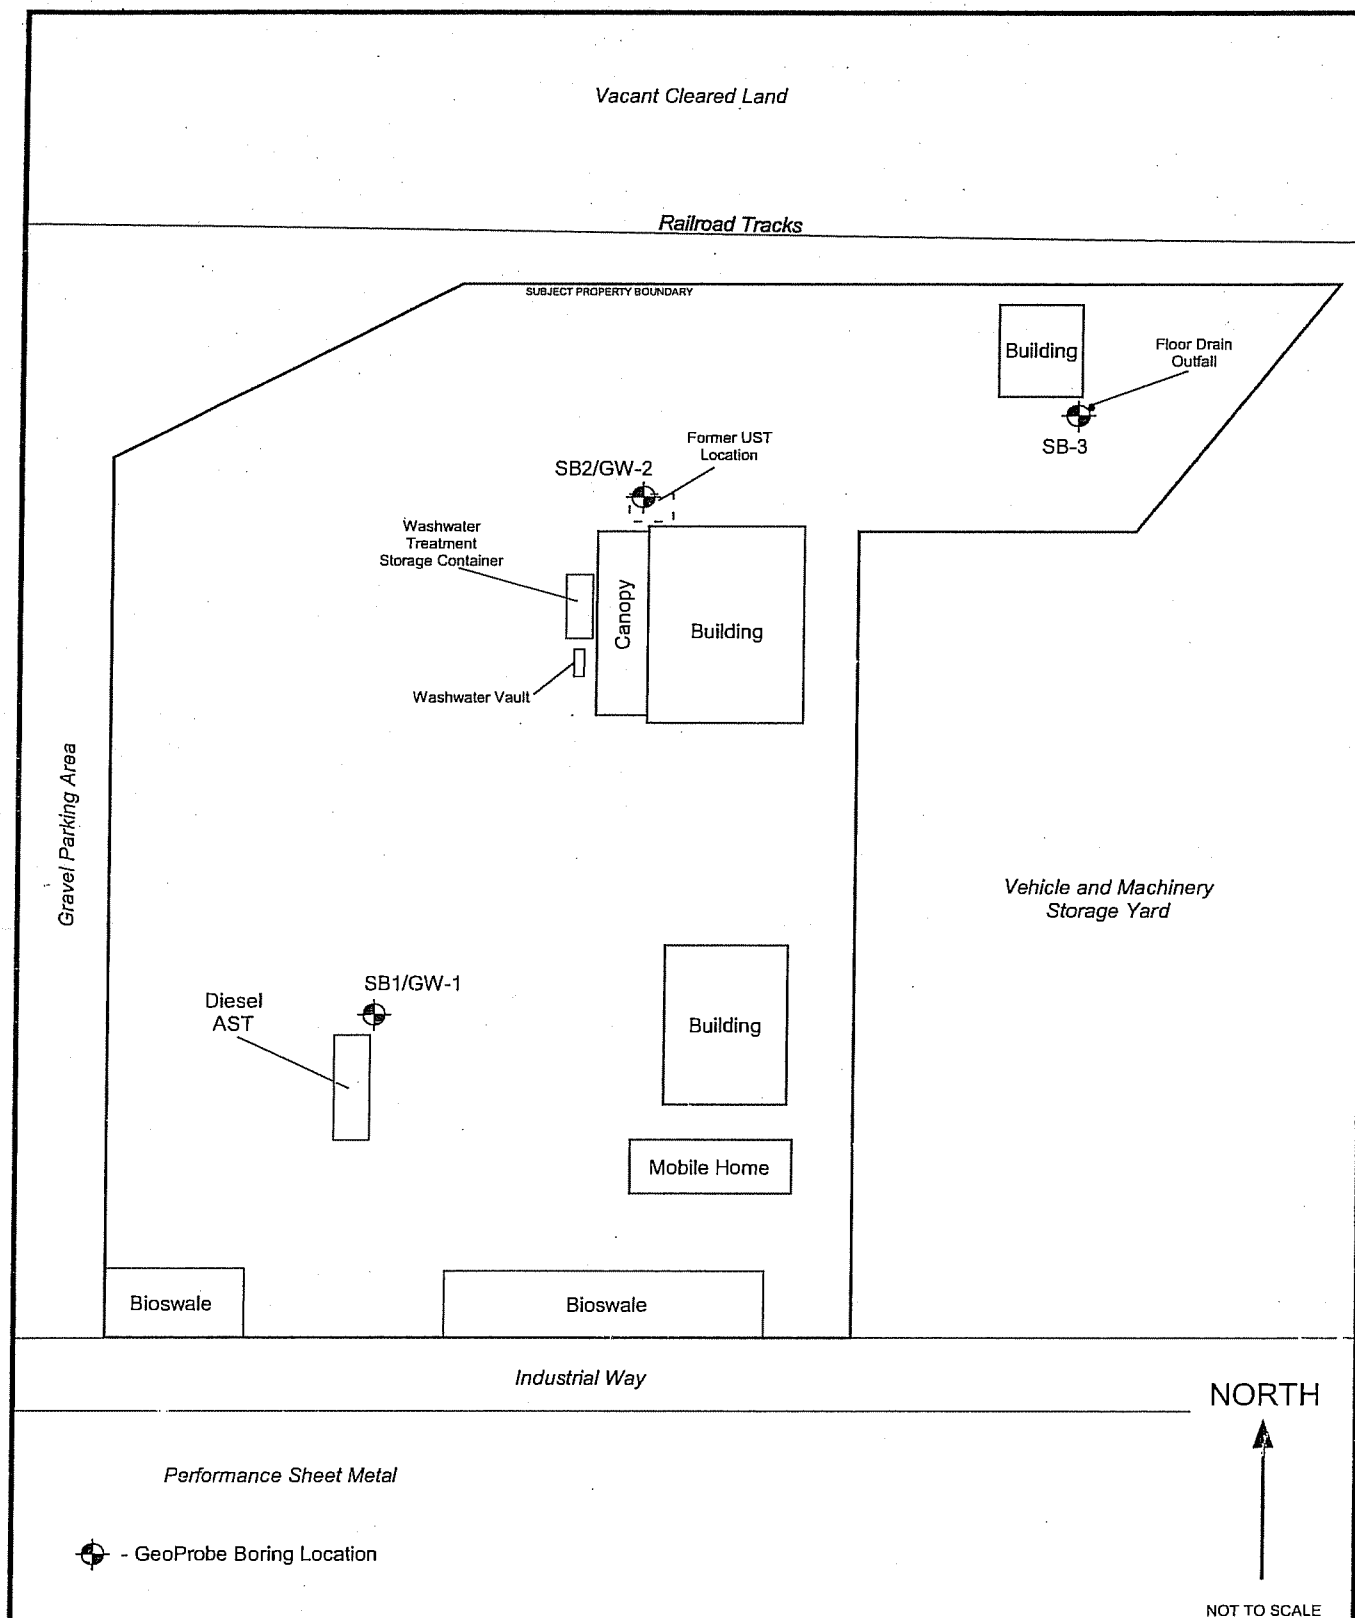 Vacant Cleared Land
Railroad Tracks
SUBJECT PROPERTY BOUNDARY
Building
Floor Drain
Outfall
SB-3
Former UST
Location
SB2/GW-2
Washwater
Treatment
Storage Container
Canopy
Building
Washwater Vault
Gravel Parking Area
Vehicle and Machinery
Storage Yard
SB1/GW-1
Diesel
AST
Building
Mobile Home
Bioswale
Bioswale
Industrial Way
NORTH
Performance Sheet Metal
- GeoProbe Boring Location
NOT TO SCALE